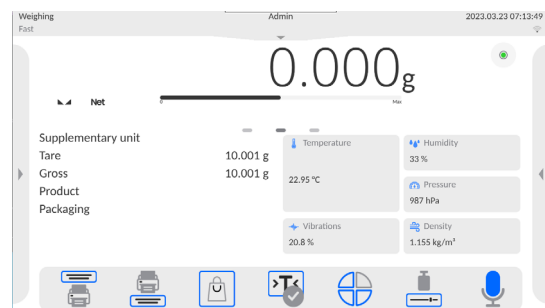 Weighing Admin 2023.03.23 07:13:49
Fast
0.000g
Net 0 Max
Supplementary unit
Tare 10.001 g
Gross 10.001 g
Product
Packaging
Temperature
22.95 °C
Humidity
33 %
Pressure
987 hPa
Vibrations
20.8 %
Density
1.155 kg/m³
>T<